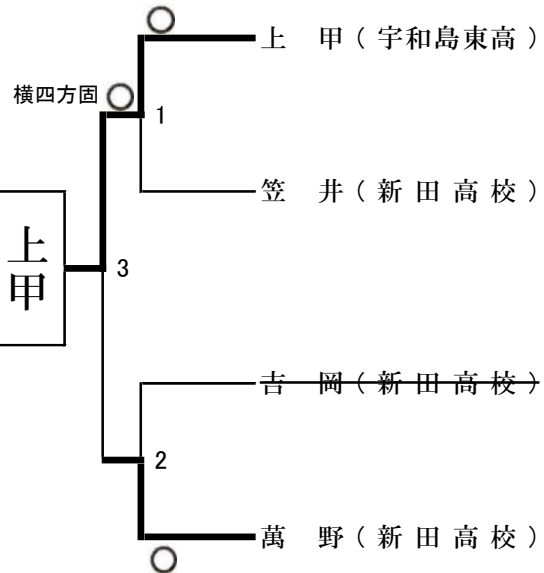 上 甲 ( 宇和島東高 )
横四方固
1
笠 井 ( 新 田 高 校 )
上甲
3
吉 岡 ( 新 田 高 校 )
2
萬 野 ( 新 田 高 校 )